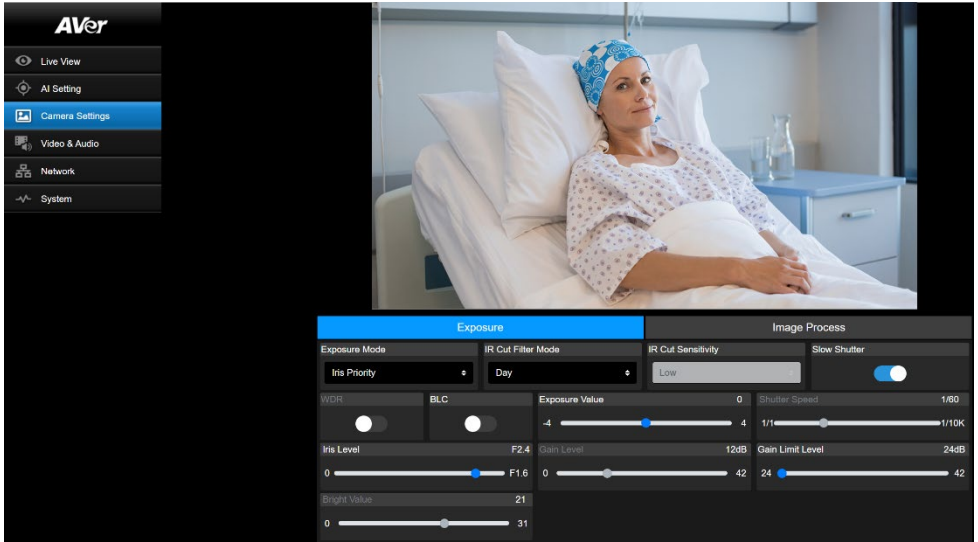 AVer
Live View
AI Setting
Camera Settings
Video & Audio
Network
System
Exposure Image Process
Exposure Mode IR Cut Filter Mode IR Cut Sensitivity Slow Shutter
Iris Priority Day Low
WDR BLC Exposure Value 0 Shutter Speed 1/60
-4 4 1/1 1/10K
Iris Level F2.4 Gain Level 12dB Gain Limit Level 24dB
0 F1.6 0 42 24 42
Bright Value 21
0 31